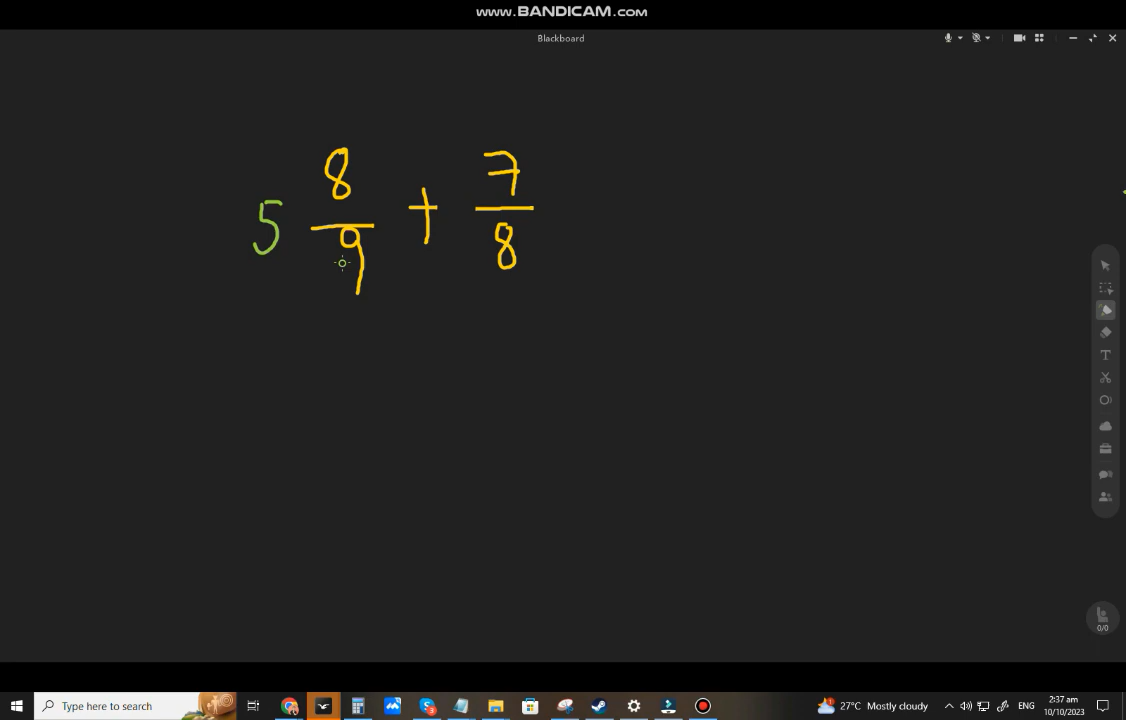 www.BANDICAM.com
Blackboard
5 8/9 + 7/8
0/0
Type here to search
27°C Mostly cloudy
ENG
2:37 am
10/10/2023